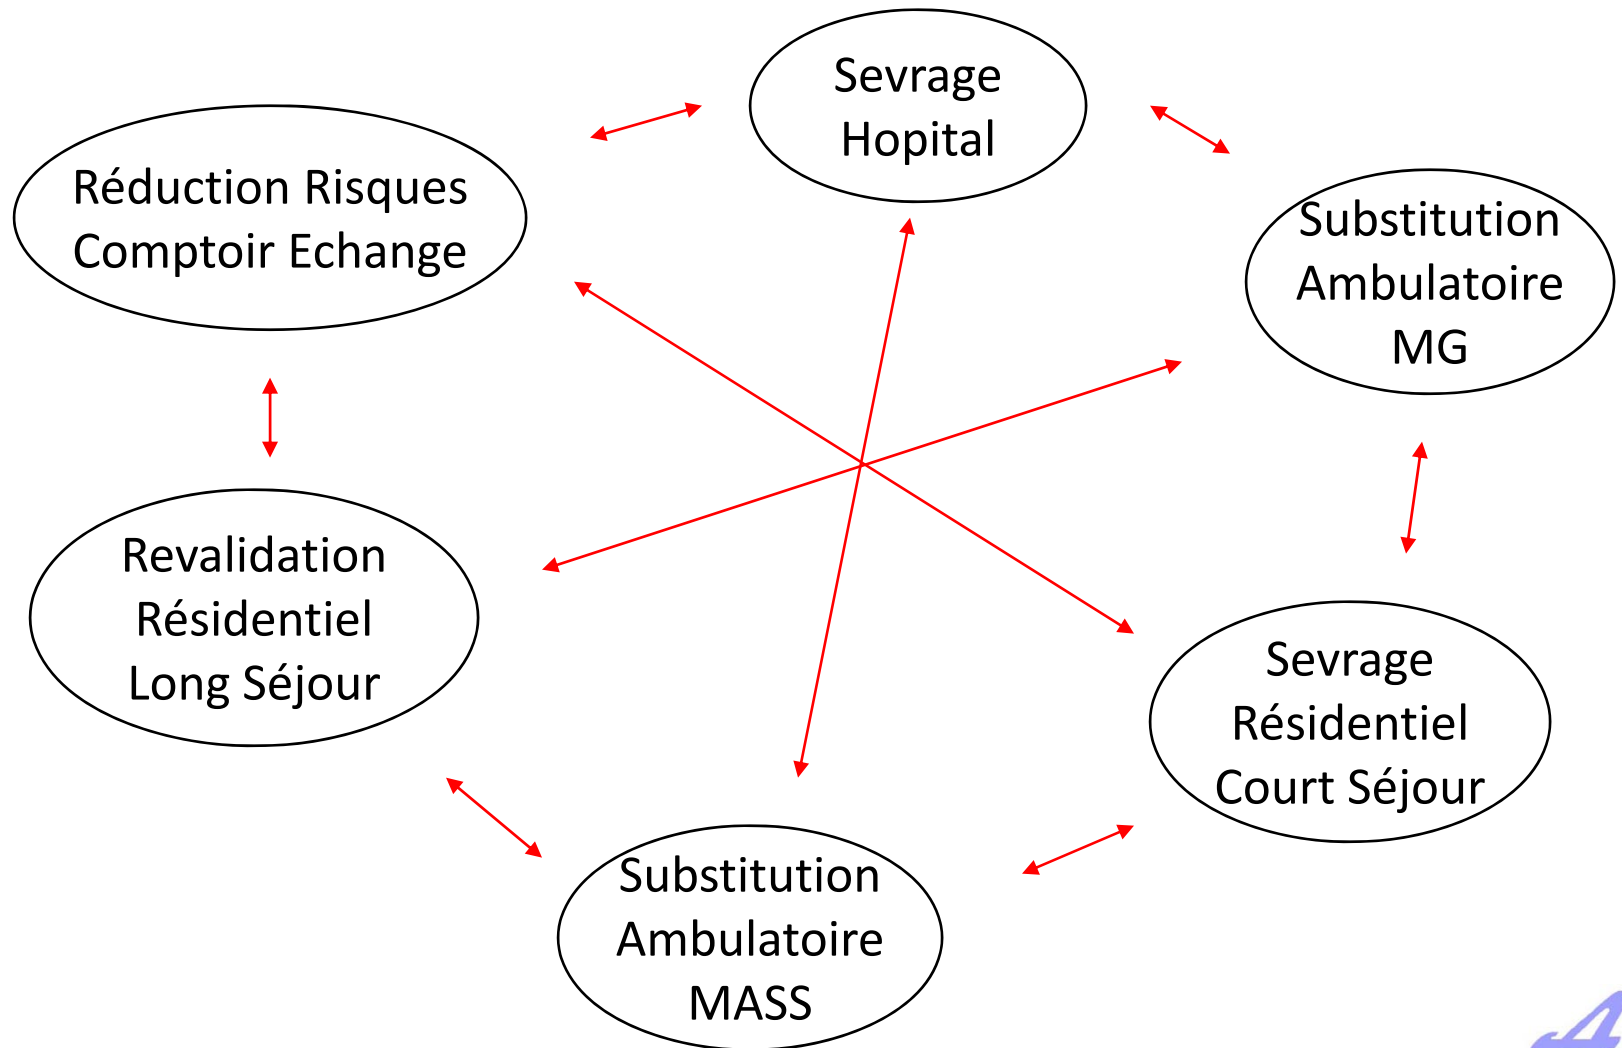 Sevrage
Hopital
Réduction Risques
Comptoir Echange
Substitution
Ambulatoire
MG
Revalidation
Résidentiel
Long Séjour
Sevrage
Résidentiel
Court Séjour
Substitution
Ambulatoire
MASS